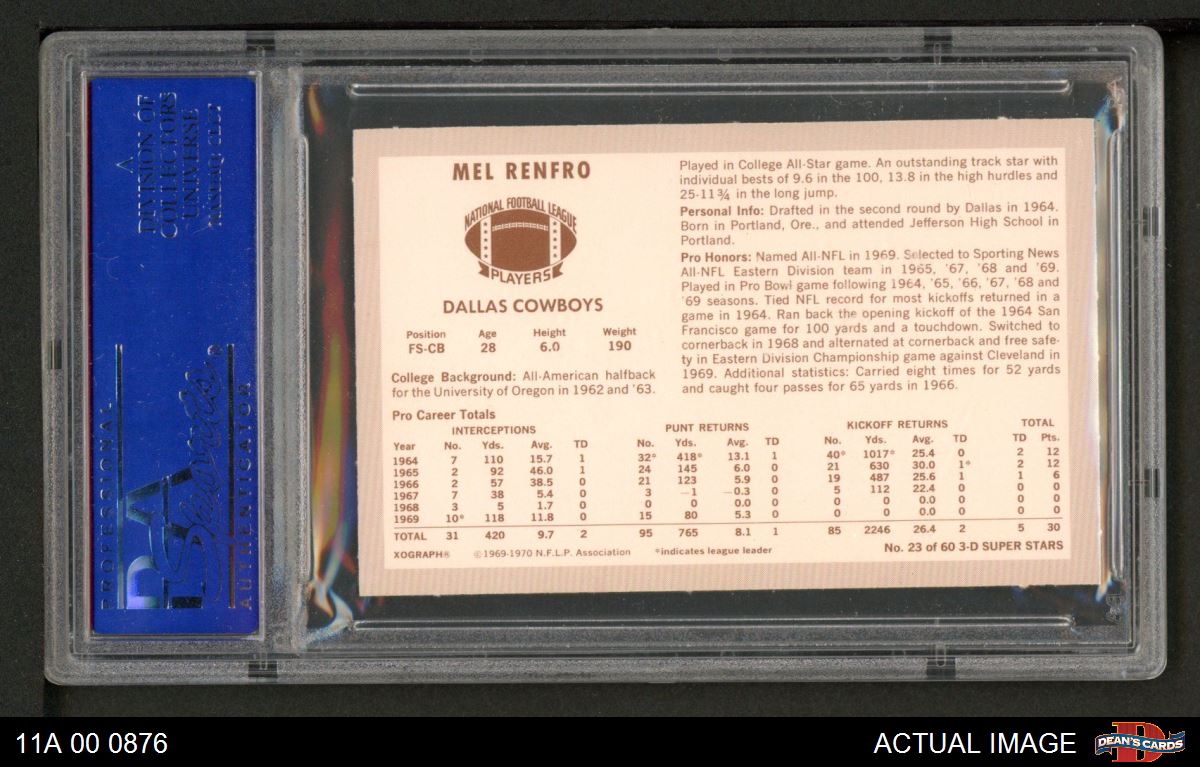 A
DIVISION OF
COLLECTORS
UNIVERSE
NASDAQ: CLCT
PROFESSIONAL
PSA
AUTHENTICATOR
®
MEL RENFRO
NATIONAL FOOTBALL LEAGUE
PLAYERS
DALLAS COWBOYS
Position Age Height Weight
FS-CB 28 6.0 190
College Background: All-American halfback
for the University of Oregon in 1962 and '63.
Played in College All-Star game. An outstanding track star with
individual bests of 9.6 in the 100, 13.8 in the high hurdles and
25-11¾ in the long jump.
Personal Info: Drafted in the second round by Dallas in 1964.
Born in Portland, Ore., and attended Jefferson High School in
Portland.
Pro Honors: Named All-NFL in 1969. Selected to Sporting News
All-NFL Eastern Division team in 1965, '67, '68 and '69.
Played in Pro Bowl game following 1964, '65, '66, '67, '68 and
'69 seasons. Tied NFL record for most kickoffs returned in a
game in 1964. Ran back the opening kickoff of the 1964 San
Francisco game for 100 yards and a touchdown. Switched to
cornerback in 1968 and alternated at cornerback and free safe-
ty in Eastern Division Championship game against Cleveland in
1969. Additional statistics: Carried eight times for 52 yards
and caught four passes for 65 yards in 1966.
Pro Career Totals
INTERCEPTIONS PUNT RETURNS KICKOFF RETURNS TOTAL
Year No. Yds. Avg. TD No. Yds. Avg. TD No. Yds. Avg. TD TD Pts.
1964 7 110 15.7 1 32* 418* 13.1 1 40* 1017* 25.4 0 2 12
1965 2 92 46.0 1 24 145 6.0 0 21 630 30.0 1* 2 12
1966 2 57 38.5 0 21 123 5.9 0 19 487 25.6 1 1 6
1967 7 38 5.4 0 3 -1 -0.3 0 5 112 22.4 0 0 0
1968 3 5 1.7 0 0 0 0.0 0 0 0 0.0 0 0 0
1969 10* 118 11.8 0 15 80 5.3 0 0 0 0.0 0 0 0
TOTAL 31 420 9.7 2 95 765 8.1 1 85 2246 26.4 2 5 30
XOGRAPH® ©1969-1970 N.F.L.P. Association *indicates league leader No. 23 of 60 3-D SUPER STARS
11A 00 0876
ACTUAL IMAGE
D
DEAN'S CARDS